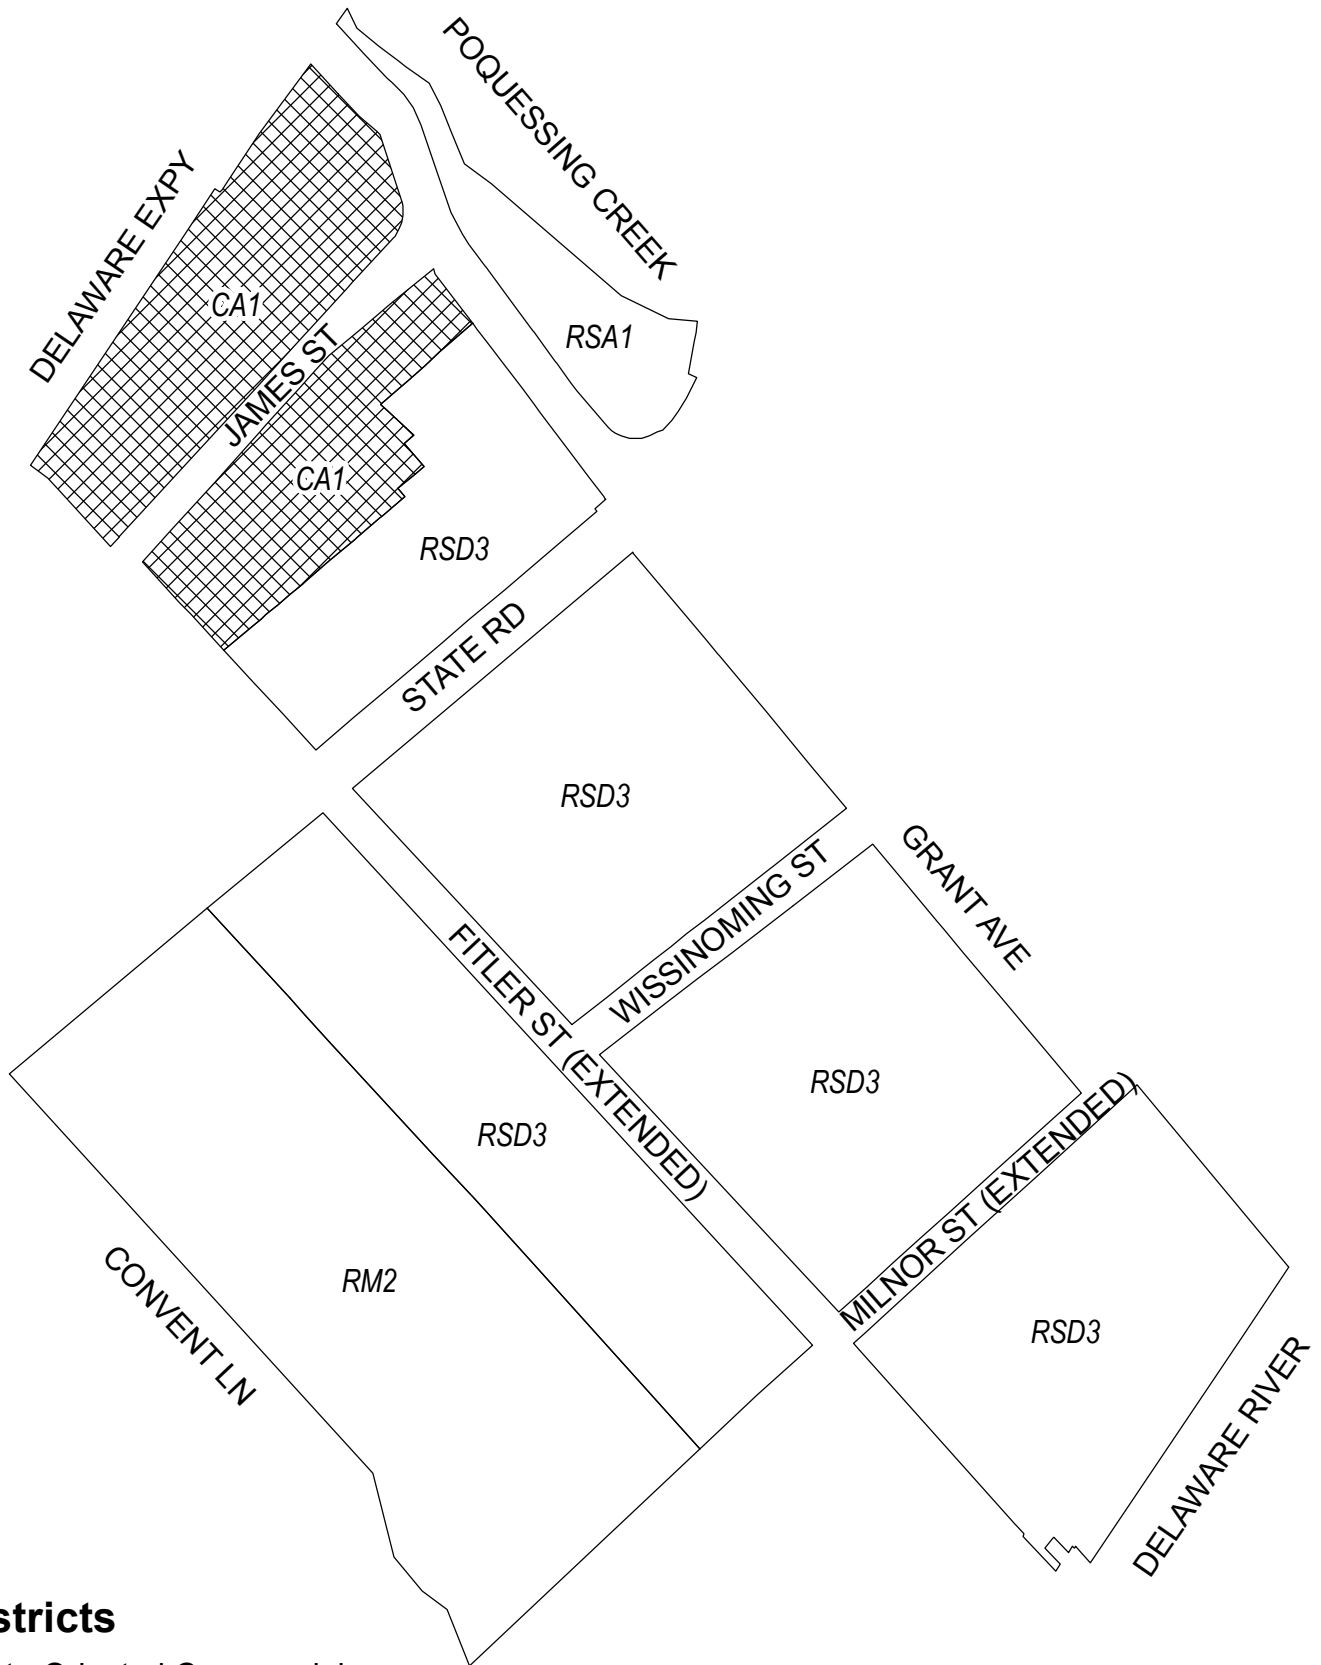 POQUESSING CREEK
DELAWARE EXPY
CA1
RSA1
JAMES ST
CA1
RSD3
STATE RD
RSD3
GRANT AVE
WISSINOMING ST
FITLER ST (EXTENDED)
RSD3
RSD3
MILNOR ST (EXTENDED)
RM2
CONVENT LN
RSD3
DELAWARE RIVER
stricts